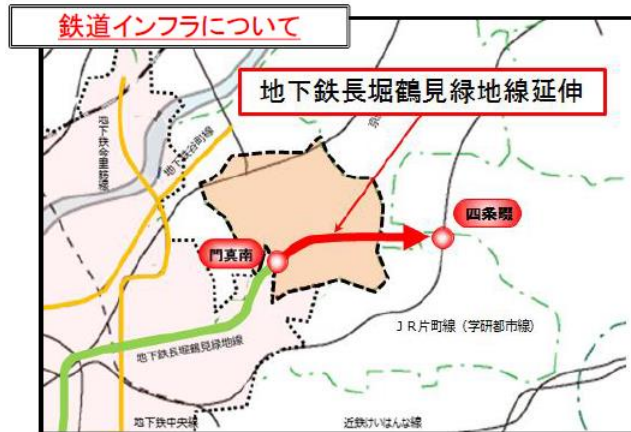 鉄道インフラについて
地下鉄長堀鶴見緑地線延伸
地下鉄今里筋線
地下鉄谷町線
四条畷
門真南
JR片町線(学研都市線)
地下鉄長堀鶴見緑地線
地下鉄中央線
近鉄けいはんな線